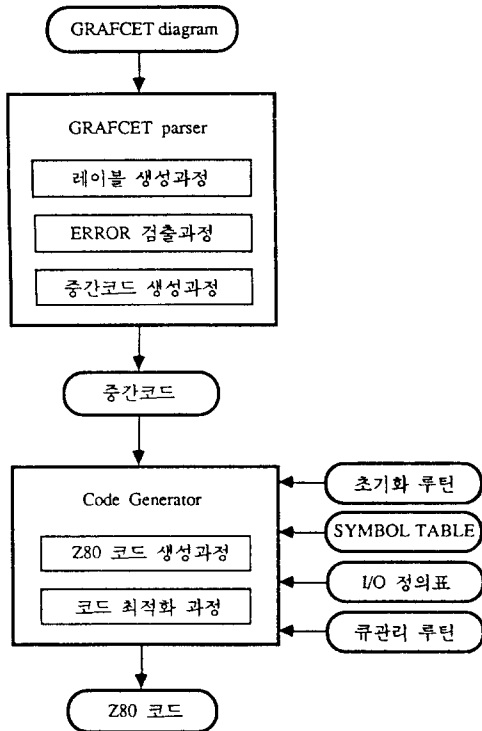 GRAFCET diagram
GRAFCET parser
레이블 생성과정
ERROR 검출과정
중간코드 생성과정
중간코드
Code Generator
Z80 코드 생성과정
코드 최적화 과정
초기화 루틴
SYMBOL TABLE
I/O 정의표
큐관리 루틴
Z80 코드